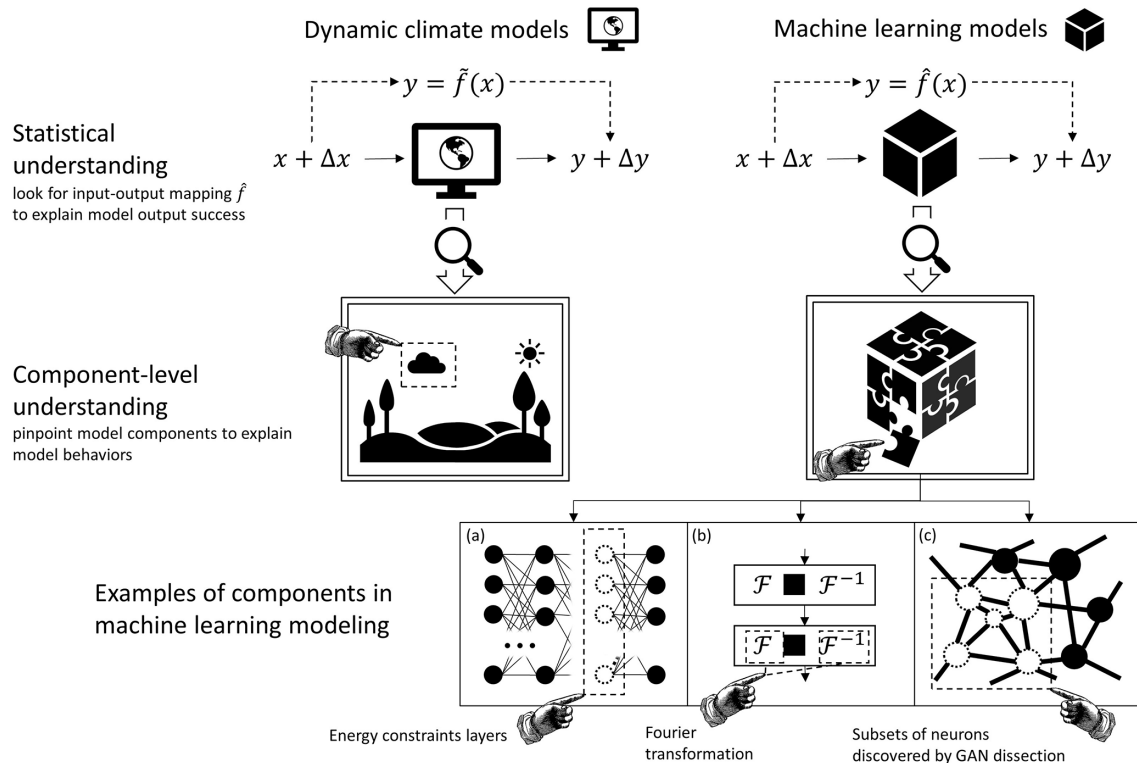 Dynamic climate models
Machine learning models
y = f̃(x)
y = f̂(x)
Statistical
understanding
look for input-output mapping f̂
to explain model output success
x + Δx
y + Δy
x + Δx
y + Δy
Component-level
understanding
pinpoint model components to explain
model behaviors
Examples of components in
machine learning modeling
(a)
(b)
(c)
ℱ ℱ⁻¹
ℱ ℱ⁻¹
Energy constraints layers
Fourier
transformation
Subsets of neurons
discovered by GAN dissection